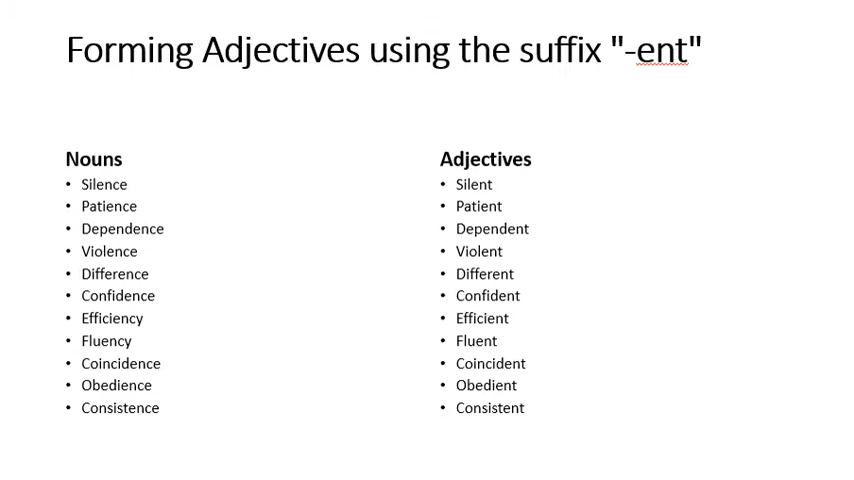 Forming Adjectives using the suffix "-ent"
Nouns
• Silence
• Patience
• Dependence
• Violence
• Difference
• Confidence
• Efficiency
• Fluency
• Coincidence
• Obedience
• Consistence
Adjectives
• Silent
• Patient
• Dependent
• Violent
• Different
• Confident
• Efficient
• Fluent
• Coincident
• Obedient
• Consistent